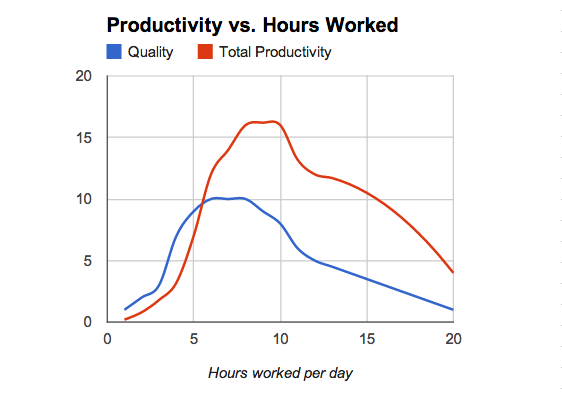 Productivity vs. Hours Worked
Quality Total Productivity
20
15
10
5
0
0 5 10 15 20
Hours worked per day